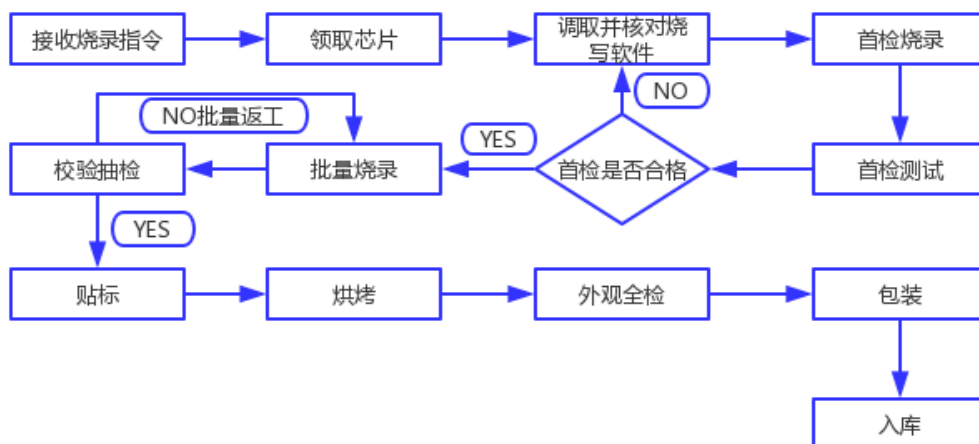 接收烧录指令
领取芯片
调取并核对烧
写软件
首检烧录
NO
NO批量返工
YES
校验抽检
批量烧录
首检是否合格
首检测试
YES
贴标
烘烤
外观全检
包装
入库